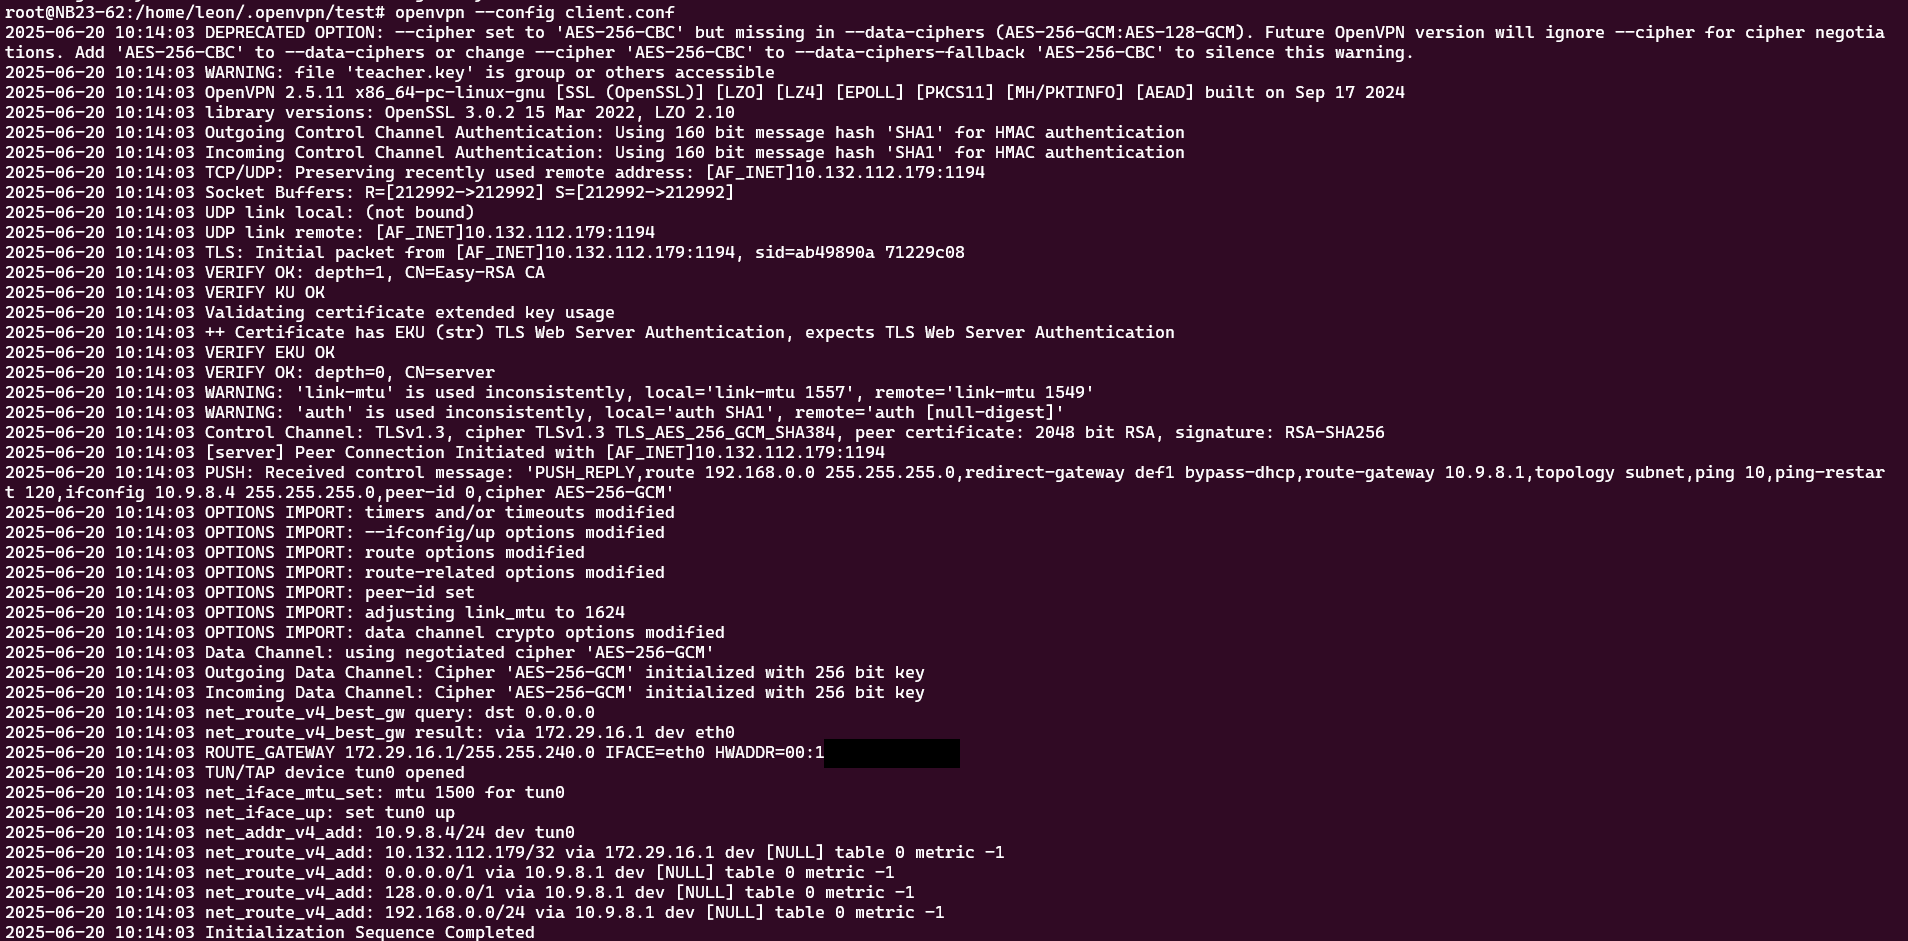 root@NB23-62:/home/leon/.openvpn/test# openvpn --config client.conf
2025-06-20 10:14:03 DEPRECATED OPTION: --cipher set to 'AES-256-CBC' but missing in --data-ciphers (AES-256-GCM:AES-128-GCM). Future OpenVPN version will ignore --cipher for cipher negotia
tions. Add 'AES-256-CBC' to --data-ciphers or change --cipher 'AES-256-CBC' to --data-ciphers-fallback 'AES-256-CBC' to silence this warning.
2025-06-20 10:14:03 WARNING: file 'teacher.key' is group or others accessible
2025-06-20 10:14:03 OpenVPN 2.5.11 x86_64-pc-linux-gnu [SSL (OpenSSL)] [LZO] [LZ4] [EPOLL] [PKCS11] [MH/PKTINFO] [AEAD] built on Sep 17 2024
2025-06-20 10:14:03 library versions: OpenSSL 3.0.2 15 Mar 2022, LZO 2.10
2025-06-20 10:14:03 Outgoing Control Channel Authentication: Using 160 bit message hash 'SHA1' for HMAC authentication
2025-06-20 10:14:03 Incoming Control Channel Authentication: Using 160 bit message hash 'SHA1' for HMAC authentication
2025-06-20 10:14:03 TCP/UDP: Preserving recently used remote address: [AF_INET]10.132.112.179:1194
2025-06-20 10:14:03 Socket Buffers: R=[212992->212992] S=[212992->212992]
2025-06-20 10:14:03 UDP link local: (not bound)
2025-06-20 10:14:03 UDP link remote: [AF_INET]10.132.112.179:1194
2025-06-20 10:14:03 TLS: Initial packet from [AF_INET]10.132.112.179:1194, sid=ab49890a 71229c08
2025-06-20 10:14:03 VERIFY OK: depth=1, CN=Easy-RSA CA
2025-06-20 10:14:03 VERIFY KU OK
2025-06-20 10:14:03 Validating certificate extended key usage
2025-06-20 10:14:03 ++ Certificate has EKU (str) TLS Web Server Authentication, expects TLS Web Server Authentication
2025-06-20 10:14:03 VERIFY EKU OK
2025-06-20 10:14:03 VERIFY OK: depth=0, CN=server
2025-06-20 10:14:03 WARNING: 'link-mtu' is used inconsistently, local='link-mtu 1557', remote='link-mtu 1549'
2025-06-20 10:14:03 WARNING: 'auth' is used inconsistently, local='auth SHA1', remote='auth [null-digest]'
2025-06-20 10:14:03 Control Channel: TLSv1.3, cipher TLSv1.3 TLS_AES_256_GCM_SHA384, peer certificate: 2048 bit RSA, signature: RSA-SHA256
2025-06-20 10:14:03 [server] Peer Connection Initiated with [AF_INET]10.132.112.179:1194
2025-06-20 10:14:03 PUSH: Received control message: 'PUSH_REPLY,route 192.168.0.0 255.255.255.0,redirect-gateway def1 bypass-dhcp,route-gateway 10.9.8.1,topology subnet,ping 10,ping-restar
t 120,ifconfig 10.9.8.4 255.255.255.0,peer-id 0,cipher AES-256-GCM'
2025-06-20 10:14:03 OPTIONS IMPORT: timers and/or timeouts modified
2025-06-20 10:14:03 OPTIONS IMPORT: --ifconfig/up options modified
2025-06-20 10:14:03 OPTIONS IMPORT: route options modified
2025-06-20 10:14:03 OPTIONS IMPORT: route-related options modified
2025-06-20 10:14:03 OPTIONS IMPORT: peer-id set
2025-06-20 10:14:03 OPTIONS IMPORT: adjusting link_mtu to 1624
2025-06-20 10:14:03 OPTIONS IMPORT: data channel crypto options modified
2025-06-20 10:14:03 Data Channel: using negotiated cipher 'AES-256-GCM'
2025-06-20 10:14:03 Outgoing Data Channel: Cipher 'AES-256-GCM' initialized with 256 bit key
2025-06-20 10:14:03 Incoming Data Channel: Cipher 'AES-256-GCM' initialized with 256 bit key
2025-06-20 10:14:03 net_route_v4_best_gw query: dst 0.0.0.0
2025-06-20 10:14:03 net_route_v4_best_gw result: via 172.29.16.1 dev eth0
2025-06-20 10:14:03 ROUTE_GATEWAY 172.29.16.1/255.255.240.0 IFACE=eth0 HWADDR=00:1
2025-06-20 10:14:03 TUN/TAP device tun0 opened
2025-06-20 10:14:03 net_iface_mtu_set: mtu 1500 for tun0
2025-06-20 10:14:03 net_iface_up: set tun0 up
2025-06-20 10:14:03 net_addr_v4_add: 10.9.8.4/24 dev tun0
2025-06-20 10:14:03 net_route_v4_add: 10.132.112.179/32 via 172.29.16.1 dev [NULL] table 0 metric -1
2025-06-20 10:14:03 net_route_v4_add: 0.0.0.0/1 via 10.9.8.1 dev [NULL] table 0 metric -1
2025-06-20 10:14:03 net_route_v4_add: 128.0.0.0/1 via 10.9.8.1 dev [NULL] table 0 metric -1
2025-06-20 10:14:03 net_route_v4_add: 192.168.0.0/24 via 10.9.8.1 dev [NULL] table 0 metric -1
2025-06-20 10:14:03 Initialization Sequence Completed